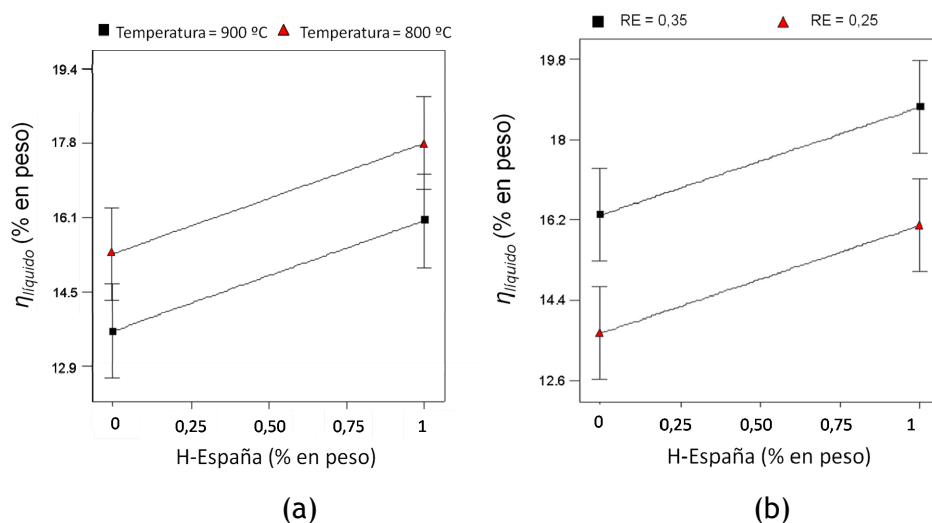 Temperatura = 900 ºC Temperatura = 800 ºC
19.4
17.8
16.1
14.5
12.9
ηlíquido (% en peso)
0 0,25 0,50 0,75 1
H-España (% en peso)
(a)
RE = 0,35 RE = 0,25
19.8
18
16.2
14.4
12.6
ηlíquido (% en peso)
0 0,25 0,50 0,75 1
H-España (% en peso)
(b)